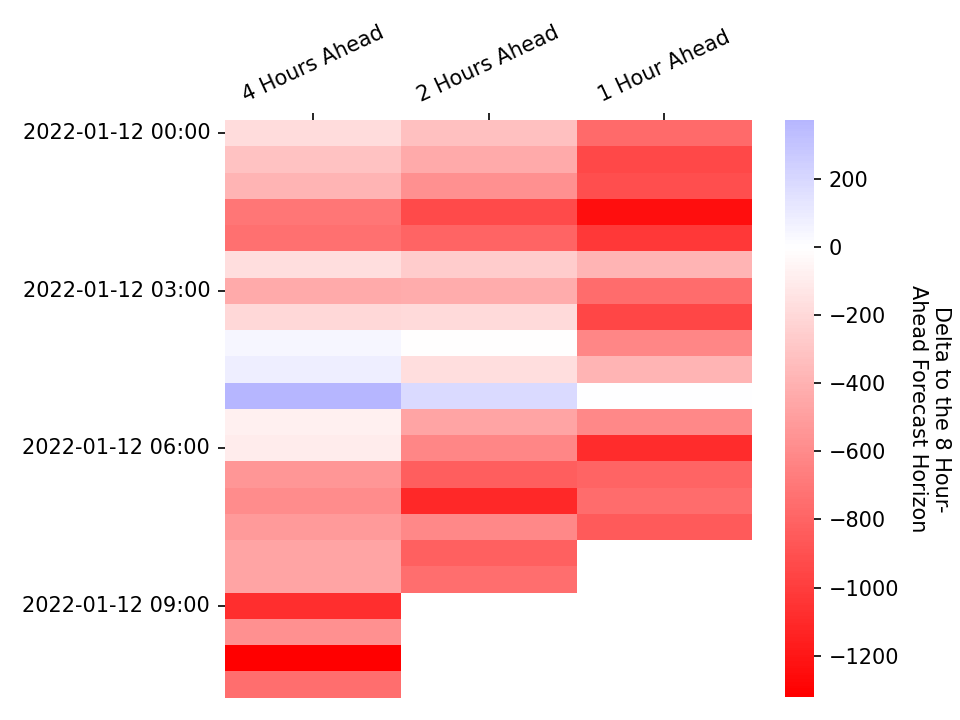 4 Hours Ahead
2 Hours Ahead
1 Hour Ahead
2022-01-12 00:00
2022-01-12 03:00
2022-01-12 06:00
2022-01-12 09:00
200
0
−200
−400
−600
−800
−1000
−1200
Delta to the 8 Hour-
Ahead Forecast Horizon